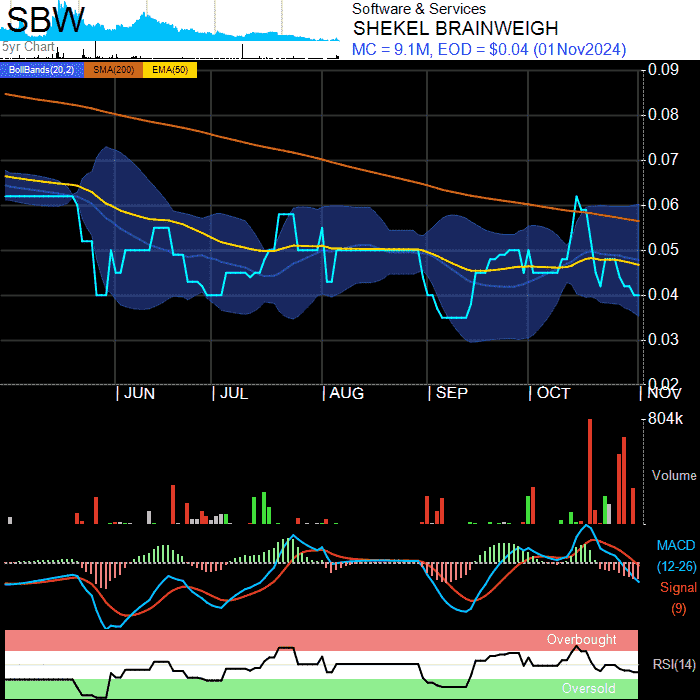 SBW
5yr Chart
Software & Services
SHEKEL BRAINWEIGH
MC = 9.1M, EOD = $0.04 (01Nov2024)
BollBands(20,2) SMA(200) EMA(50)
0.09
0.08
0.07
0.06
0.05
0.04
0.03
0.02
JUN JUL AUG SEP OCT NOV
804k
Volume
MACD
(12-26)
Signal
(9)
Overbought
RSI(14)
Oversold